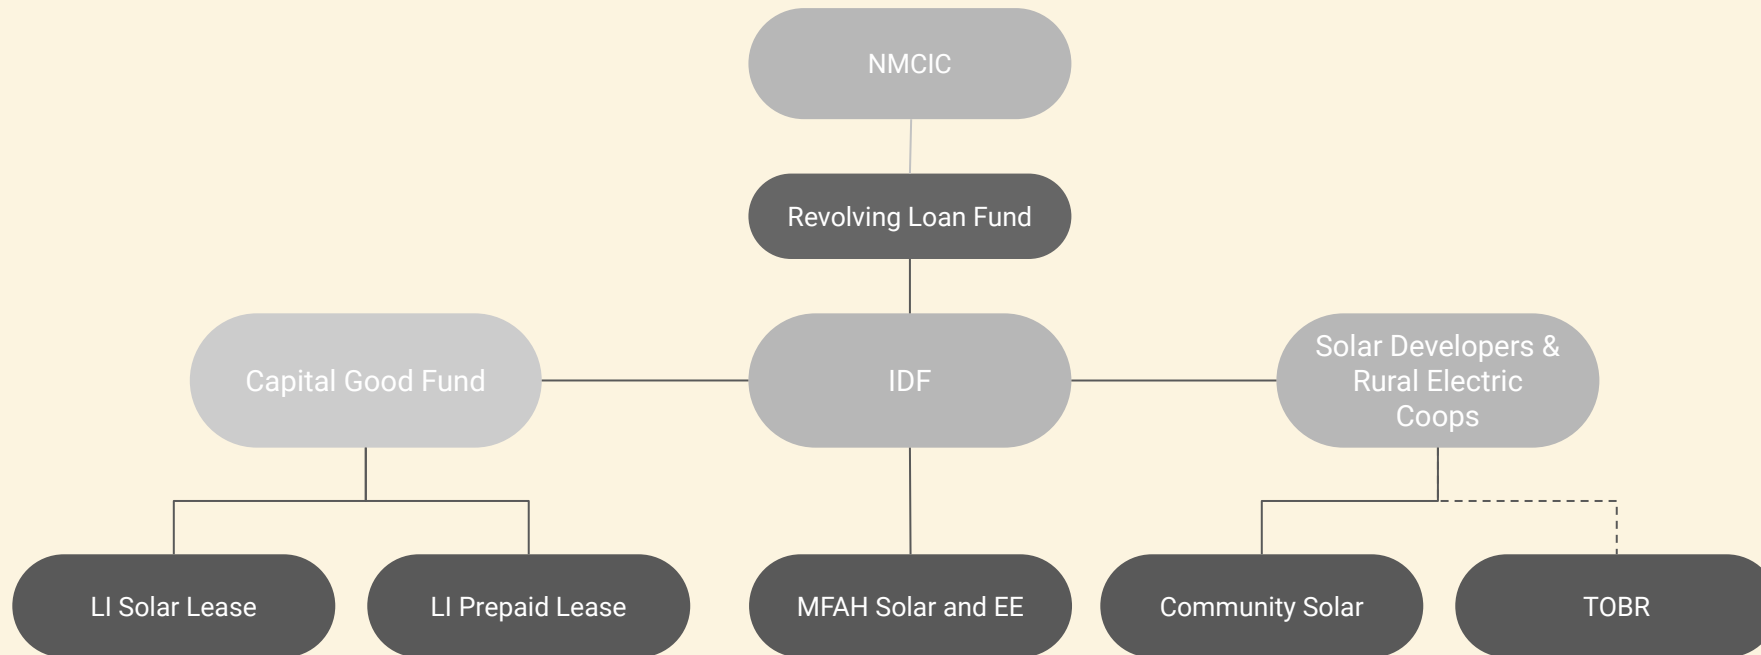 NMCIC
Revolving Loan Fund
Capital Good Fund
IDF
Solar Developers &
Rural Electric
Coops
LI Solar Lease
LI Prepaid Lease
MFAH Solar and EE
Community Solar
TOBR